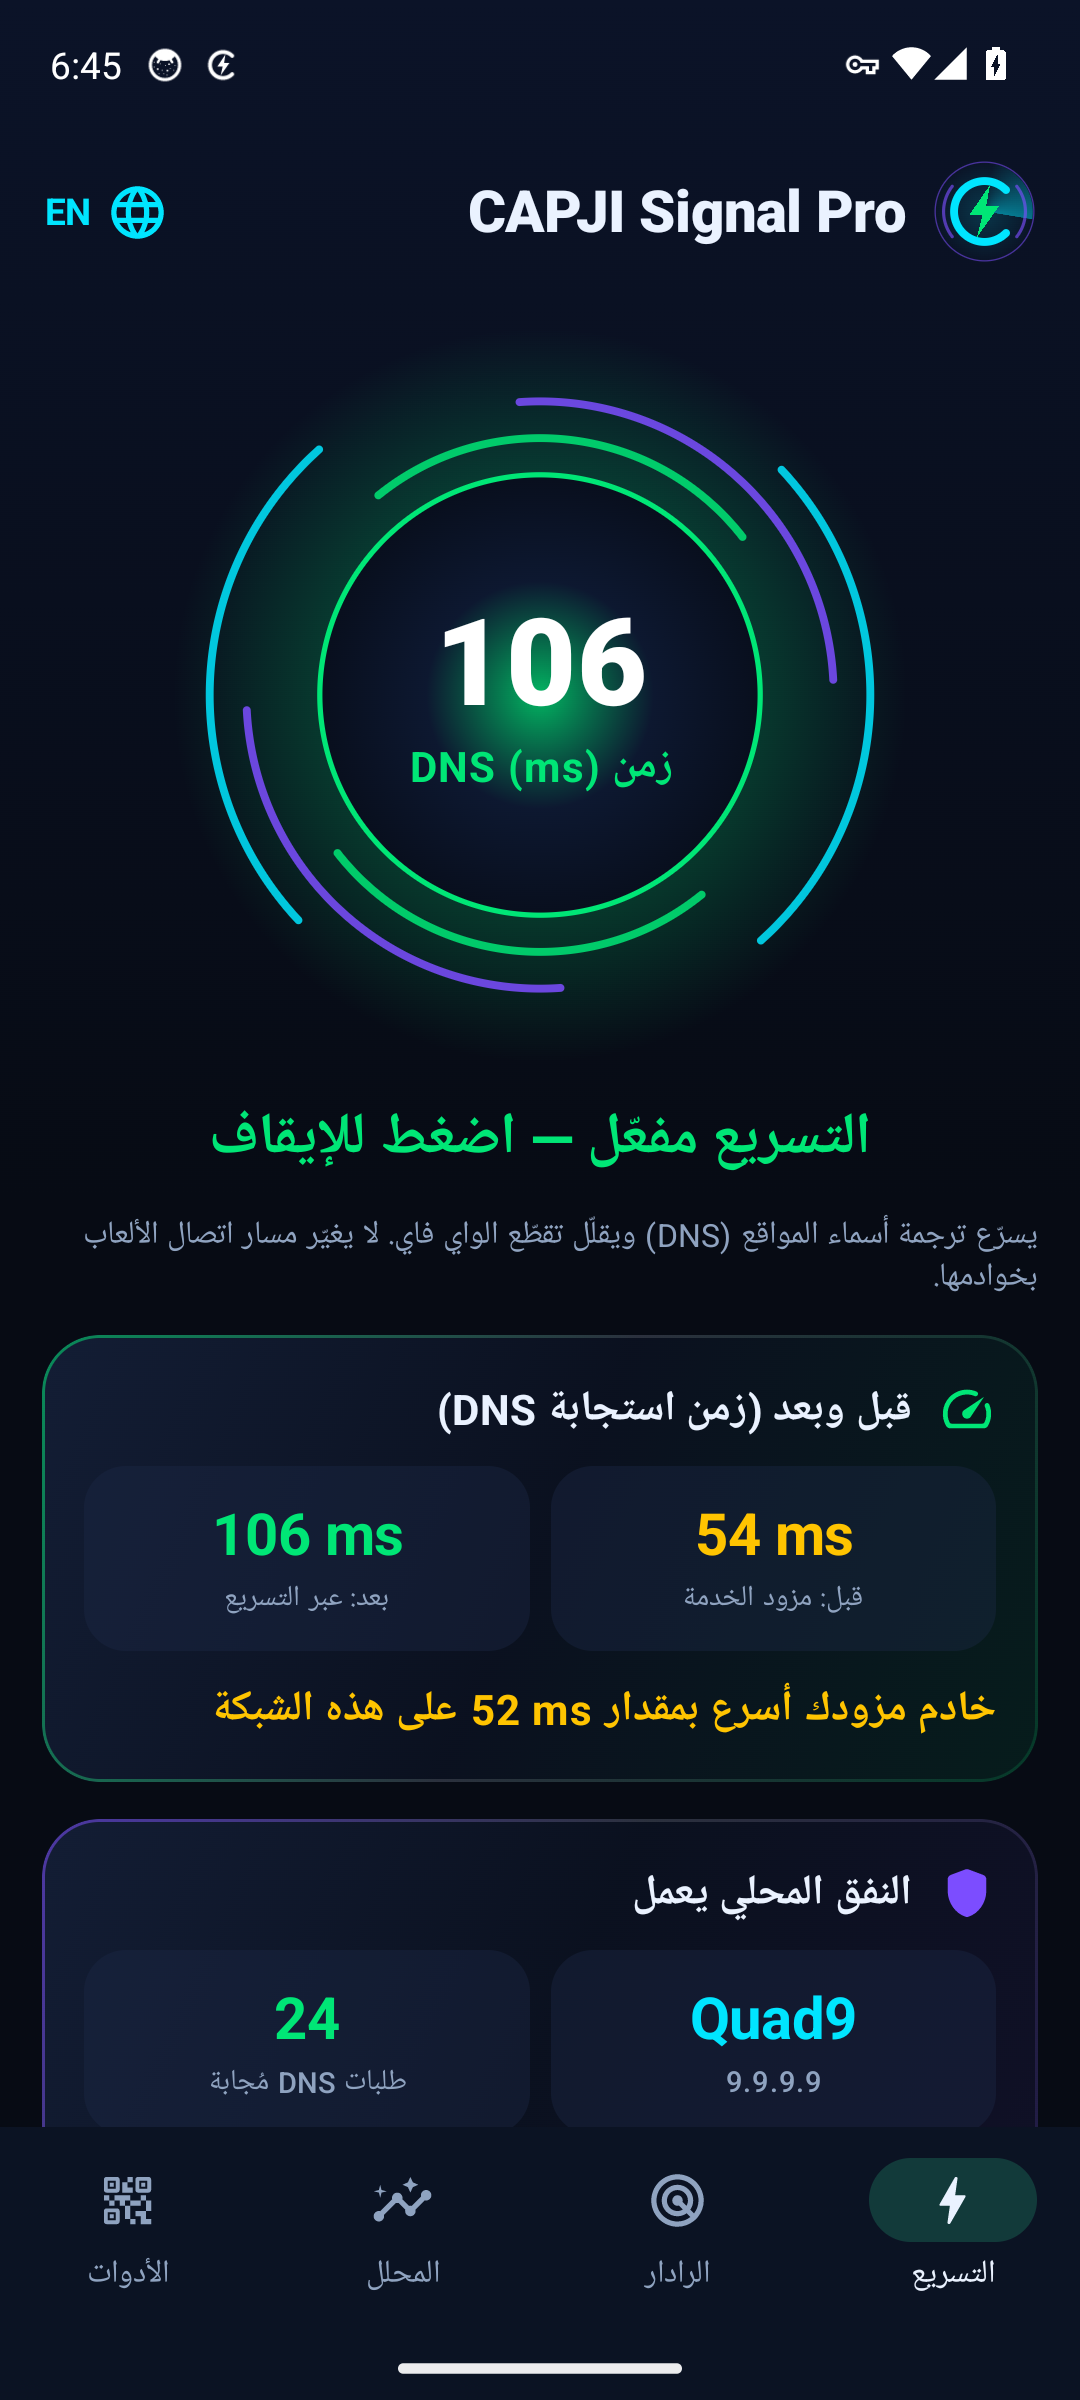 6:45
CAPJI Signal Pro
EN
106
زمن DNS (ms)
التسريع مفعّل — اضغط للإيقاف
يسرّع ترجمة أسماء المواقع (DNS) ويقلّل تقطّع الواي فاي. لا يغيّر مسار اتصال الألعاب
بخوادمها.
قبل وبعد (زمن استجابة DNS)
54 ms
قبل: مزود الخدمة
106 ms
بعد: عبر التسريع
خادم مزودك أسرع بمقدار 52 ms على هذه الشبكة
النفق المحلي يعمل
Quad9
9.9.9.9
24
طلبات DNS مُجابة
التسريع
الرادار
المحلل
الأدوات